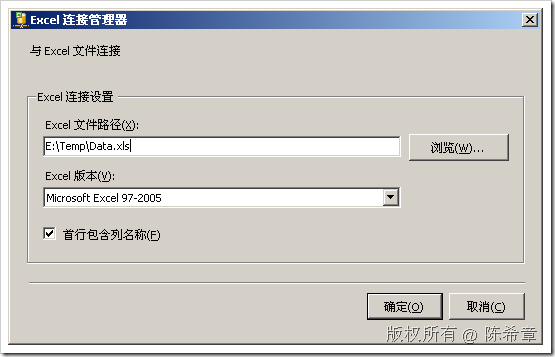 Excel 连接管理器
与 Excel 文件连接
Excel 连接设置
Excel 文件路径(X):
E:\Temp\Data.xls
浏览(W)...
Excel 版本(V):
Microsoft Excel 97-2005
首行包含列名称(F)
确定(O)
取消(C)
版权所有 @ 陈希章